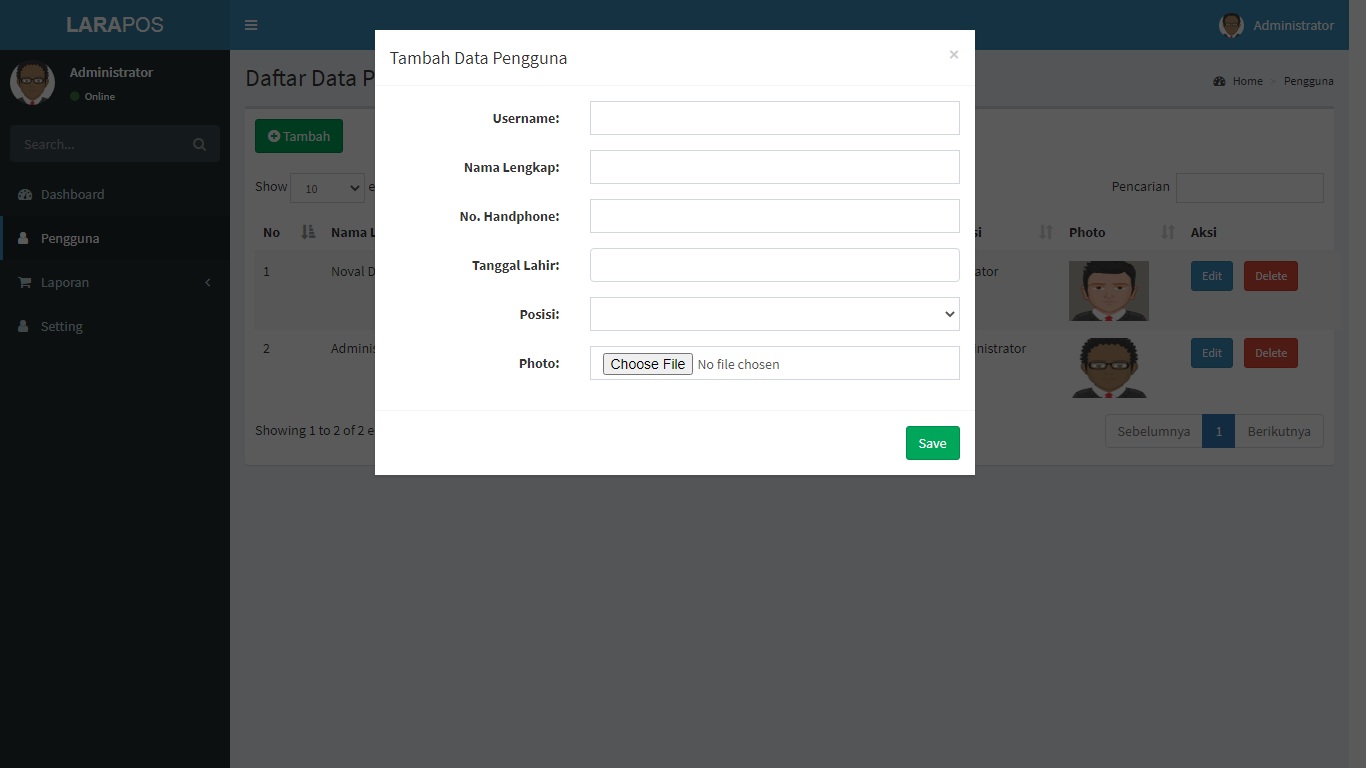 LARAPOS
Administrator
Administrator
Online
Search...
Dashboard
Pengguna
Laporan
Setting
Daftar Data P
Home > Pengguna
Tambah
Show 10 e
Pencarian
No Nama L si Photo Aksi
1 Noval D ator Edit Delete
2 Adminis nistrator Edit Delete
Showing 1 to 2 of 2 e
Sebelumnya 1 Berikutnya
Tambah Data Pengguna ×
Username:
Nama Lengkap:
No. Handphone:
Tanggal Lahir:
Posisi:
Photo: Choose File No file chosen
Save